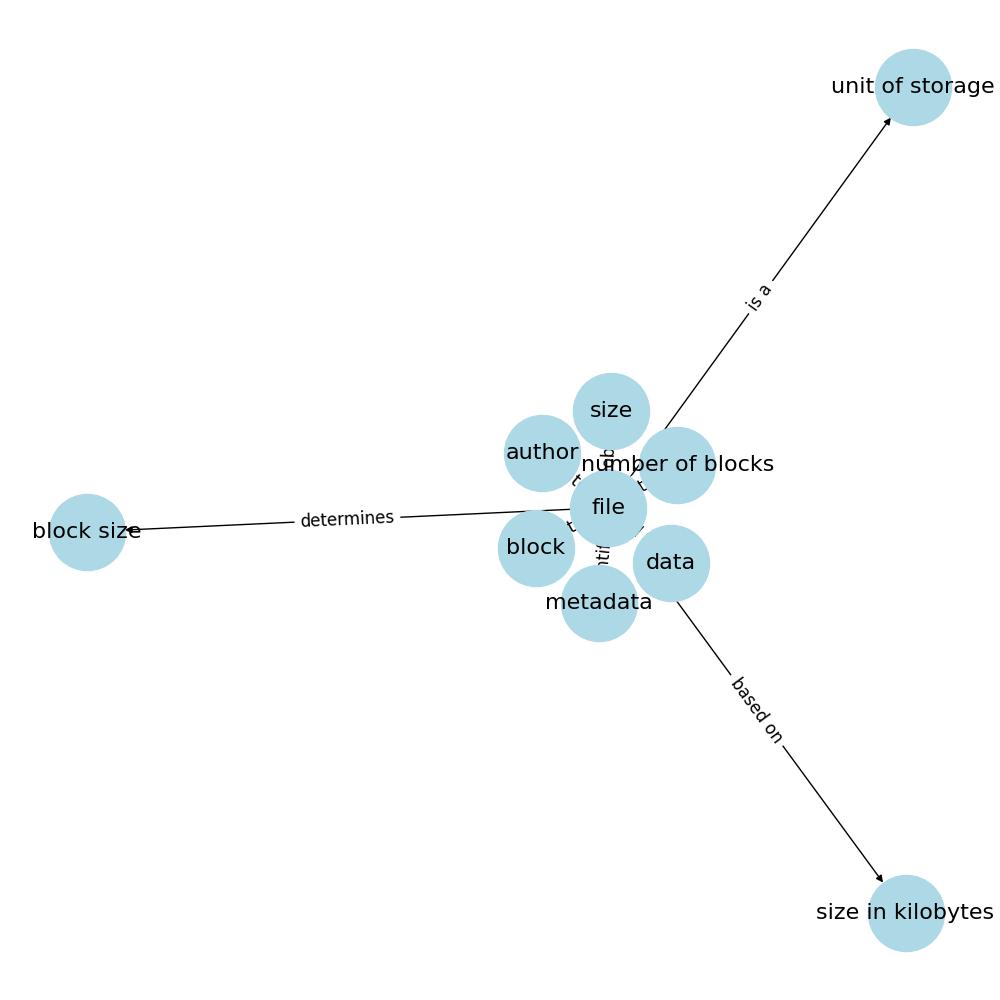 unit of storage
is a
size
author
number of blocks
file
determines
block size
block
data
metadata
based on
size in kilobytes